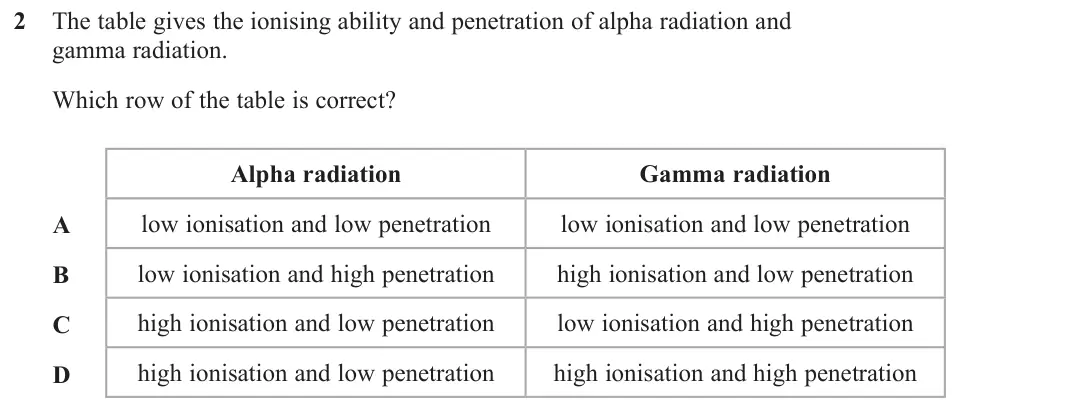 2 The table gives the ionising ability and penetration of alpha radiation and
gamma radiation.
Which row of the table is correct?
Alpha radiation Gamma radiation
A low ionisation and low penetration low ionisation and low penetration
B low ionisation and high penetration high ionisation and low penetration
C high ionisation and low penetration low ionisation and high penetration
D high ionisation and low penetration high ionisation and high penetration